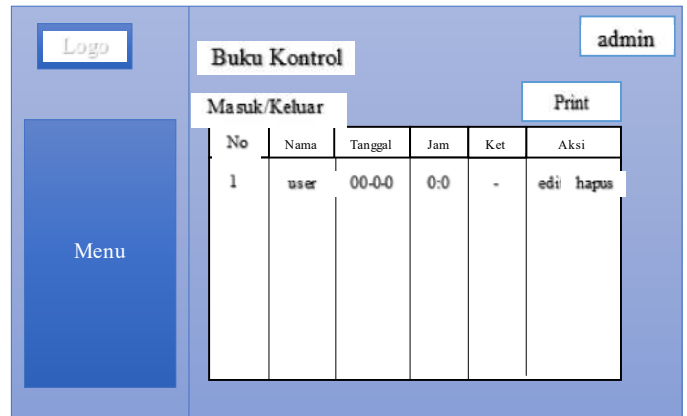 Logo
admin
Buku Kontrol
Masuk/Keluar
Print
No Nama Tanggal Jam Ket Aksi
1 user 00-0-0 0:0 - edi hapus
Menu